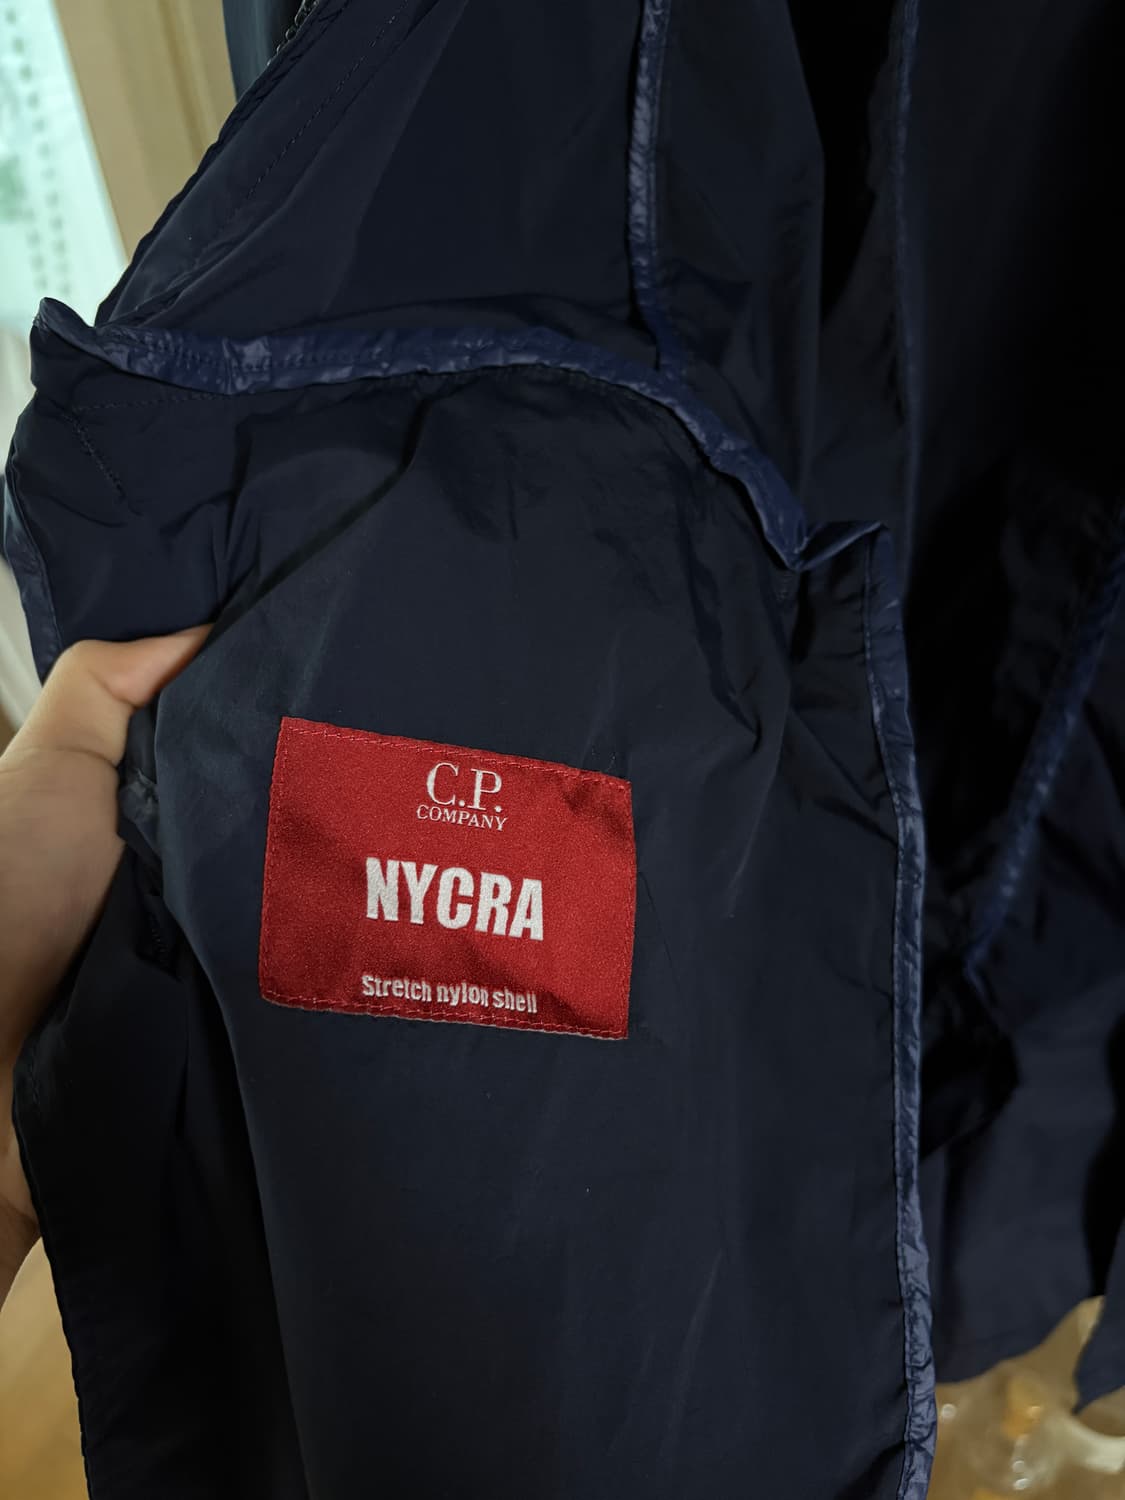 C.P.
COMPANY
NYCRA
Stretch nylon shell